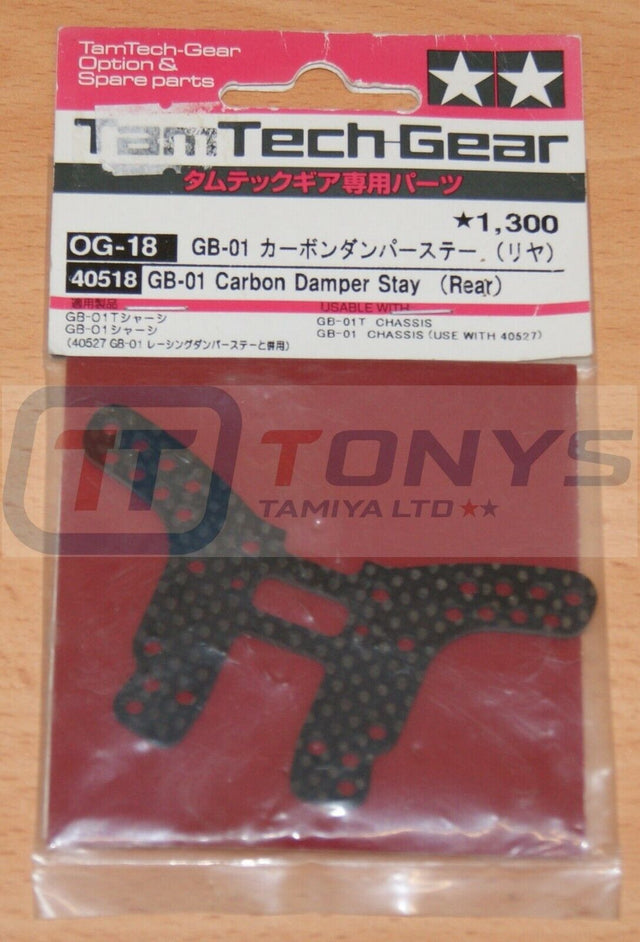 TamTech-Gear
Option &
Spare parts
TamTech-Gear
タムテックギア専用パーツ
★1,300
OG-18 GB-01 カーボンダンパーステー (リヤ)
40518 GB-01 Carbon Damper Stay (Rear)
適用製品 USABLE WITH
GB-01Tシャーシ GB-01T CHASSIS
GB-01シャーシ GB-01 CHASSIS (USE WITH 40527)
(40527 GB-01 レーシングダンパーステーと併用)
TT TONYS
TAMIYA LTD ★★